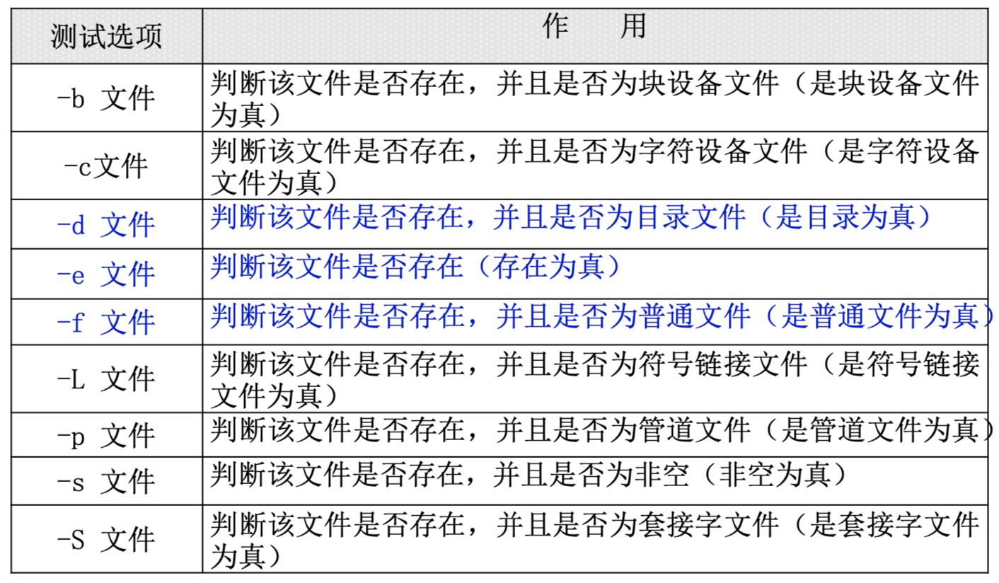 测试选项
作 用
-b 文件
判断该文件是否存在，并且是否为块设备文件（是块设备文件
为真）
-c文件
判断该文件是否存在，并且是否为字符设备文件（是字符设备
文件为真）
-d 文件
判断该文件是否存在，并且是否为目录文件（是目录为真）
-e 文件
判断该文件是否存在（存在为真）
-f 文件
判断该文件是否存在，并且是否为普通文件（是普通文件为真）
-L 文件
判断该文件是否存在，并且是否为符号链接文件（是符号链接
文件为真）
-p 文件
判断该文件是否存在，并且是否为管道文件（是管道文件为真）
-s 文件
判断该文件是否存在，并且是否为非空（非空为真）
-S 文件
判断该文件是否存在，并且是否为套接字文件（是套接字文件
为真）